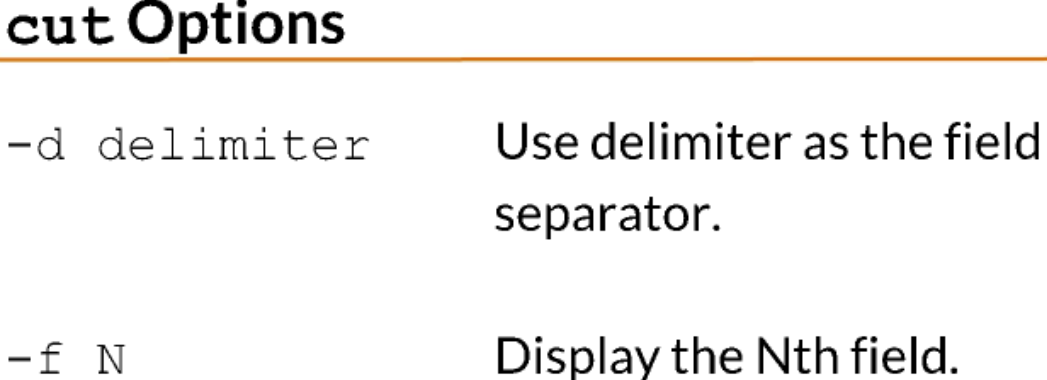 cut Options
-d delimiter Use delimiter as the field
separator.
-f N Display the Nth field.